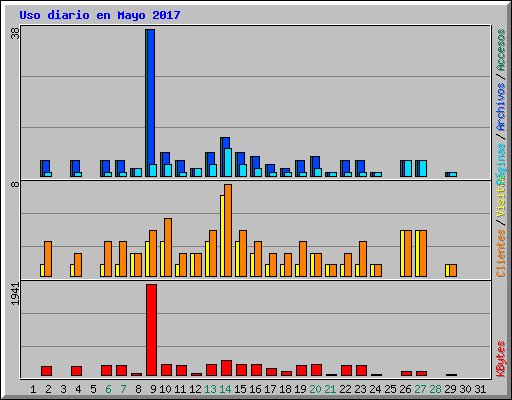 Uso diario en Mayo 2017
38
8
1941
Accesos
Archivos /
Páginas /
Visitas
Clientes /
KBytes
1 2 3 4 5 6 7 8 9 10 11 12 13 14 15 16 17 18 19 20 21 22 23 24 25 26 27 28 29 30 31